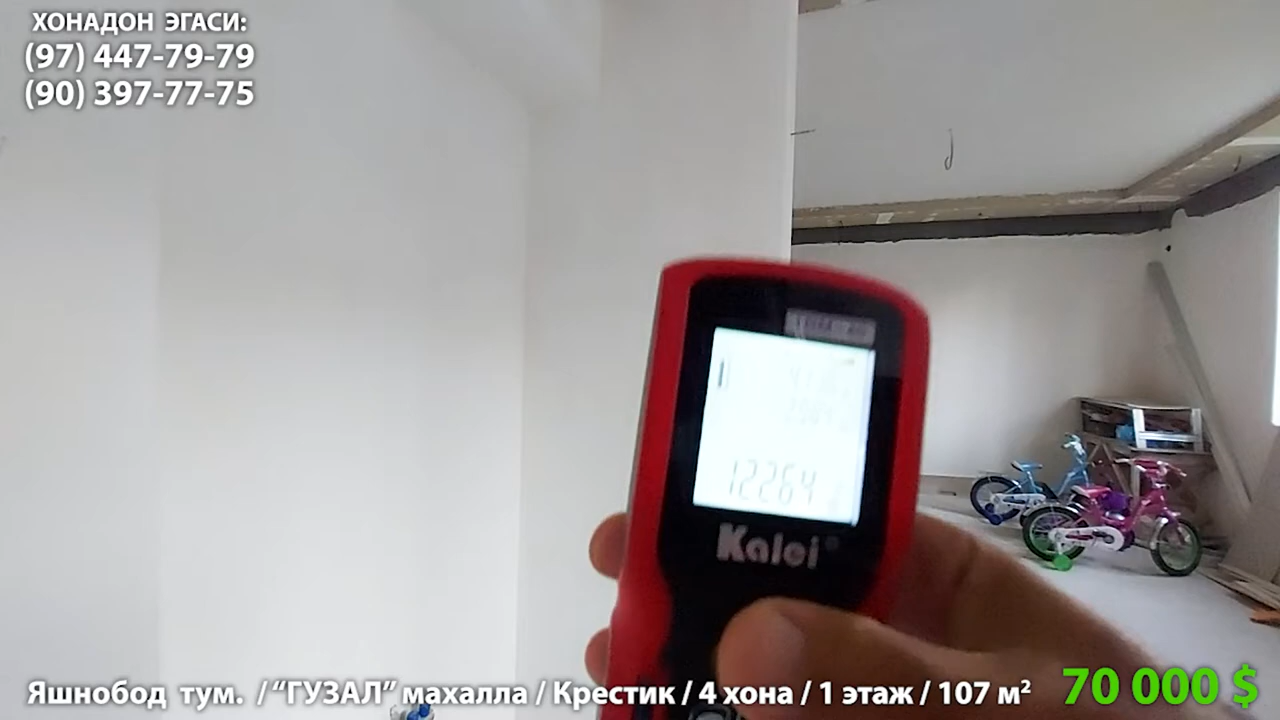 ХОНАДОН ЭГАСИ:
(97) 447-79-79
(90) 397-77-75
12264
Kalei
Яшнобод тум. / “ГУЗАЛ” махалла / Крестик / 4 хона / 1 этаж / 107 м² 70 000 $